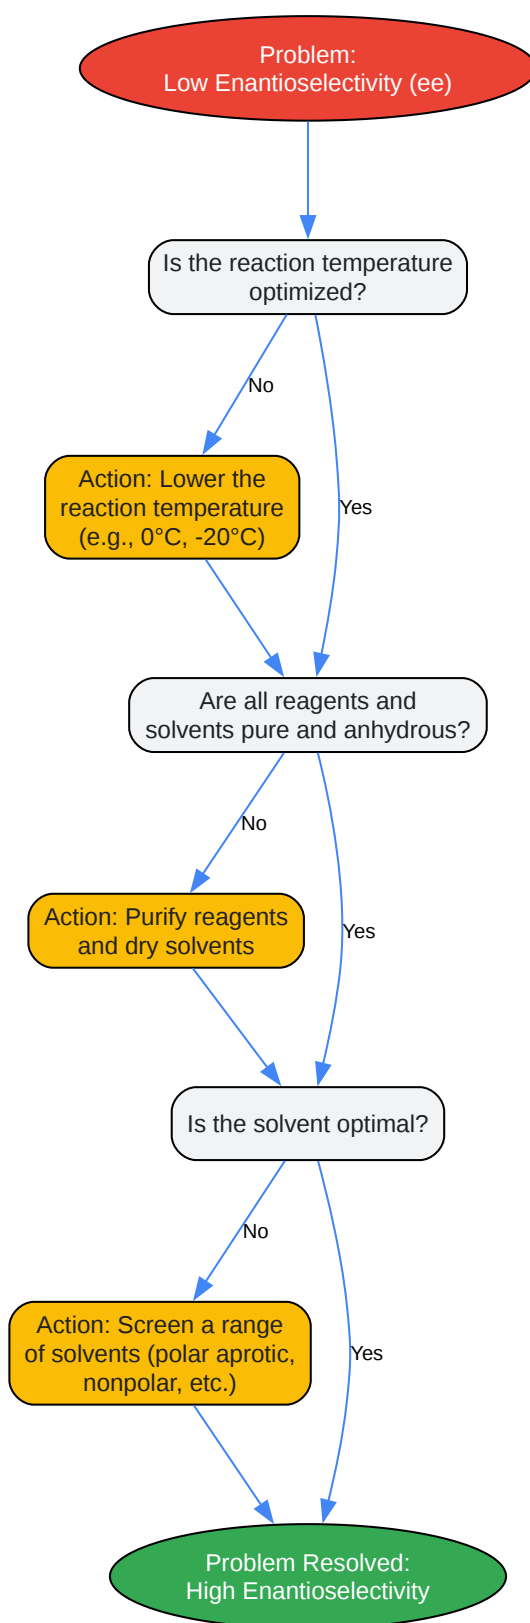 Problem:
Low Enantioselectivity (ee)
Is the reaction temperature
optimized?
No
Action: Lower the
reaction temperature
(e.g., 0°C, -20°C)
Yes
Are all reagents and
solvents pure and anhydrous?
No
Action: Purify reagents
and dry solvents
Yes
Is the solvent optimal?
No
Action: Screen a range
of solvents (polar aprotic,
nonpolar, etc.)
Yes
Problem Resolved:
High Enantioselectivity